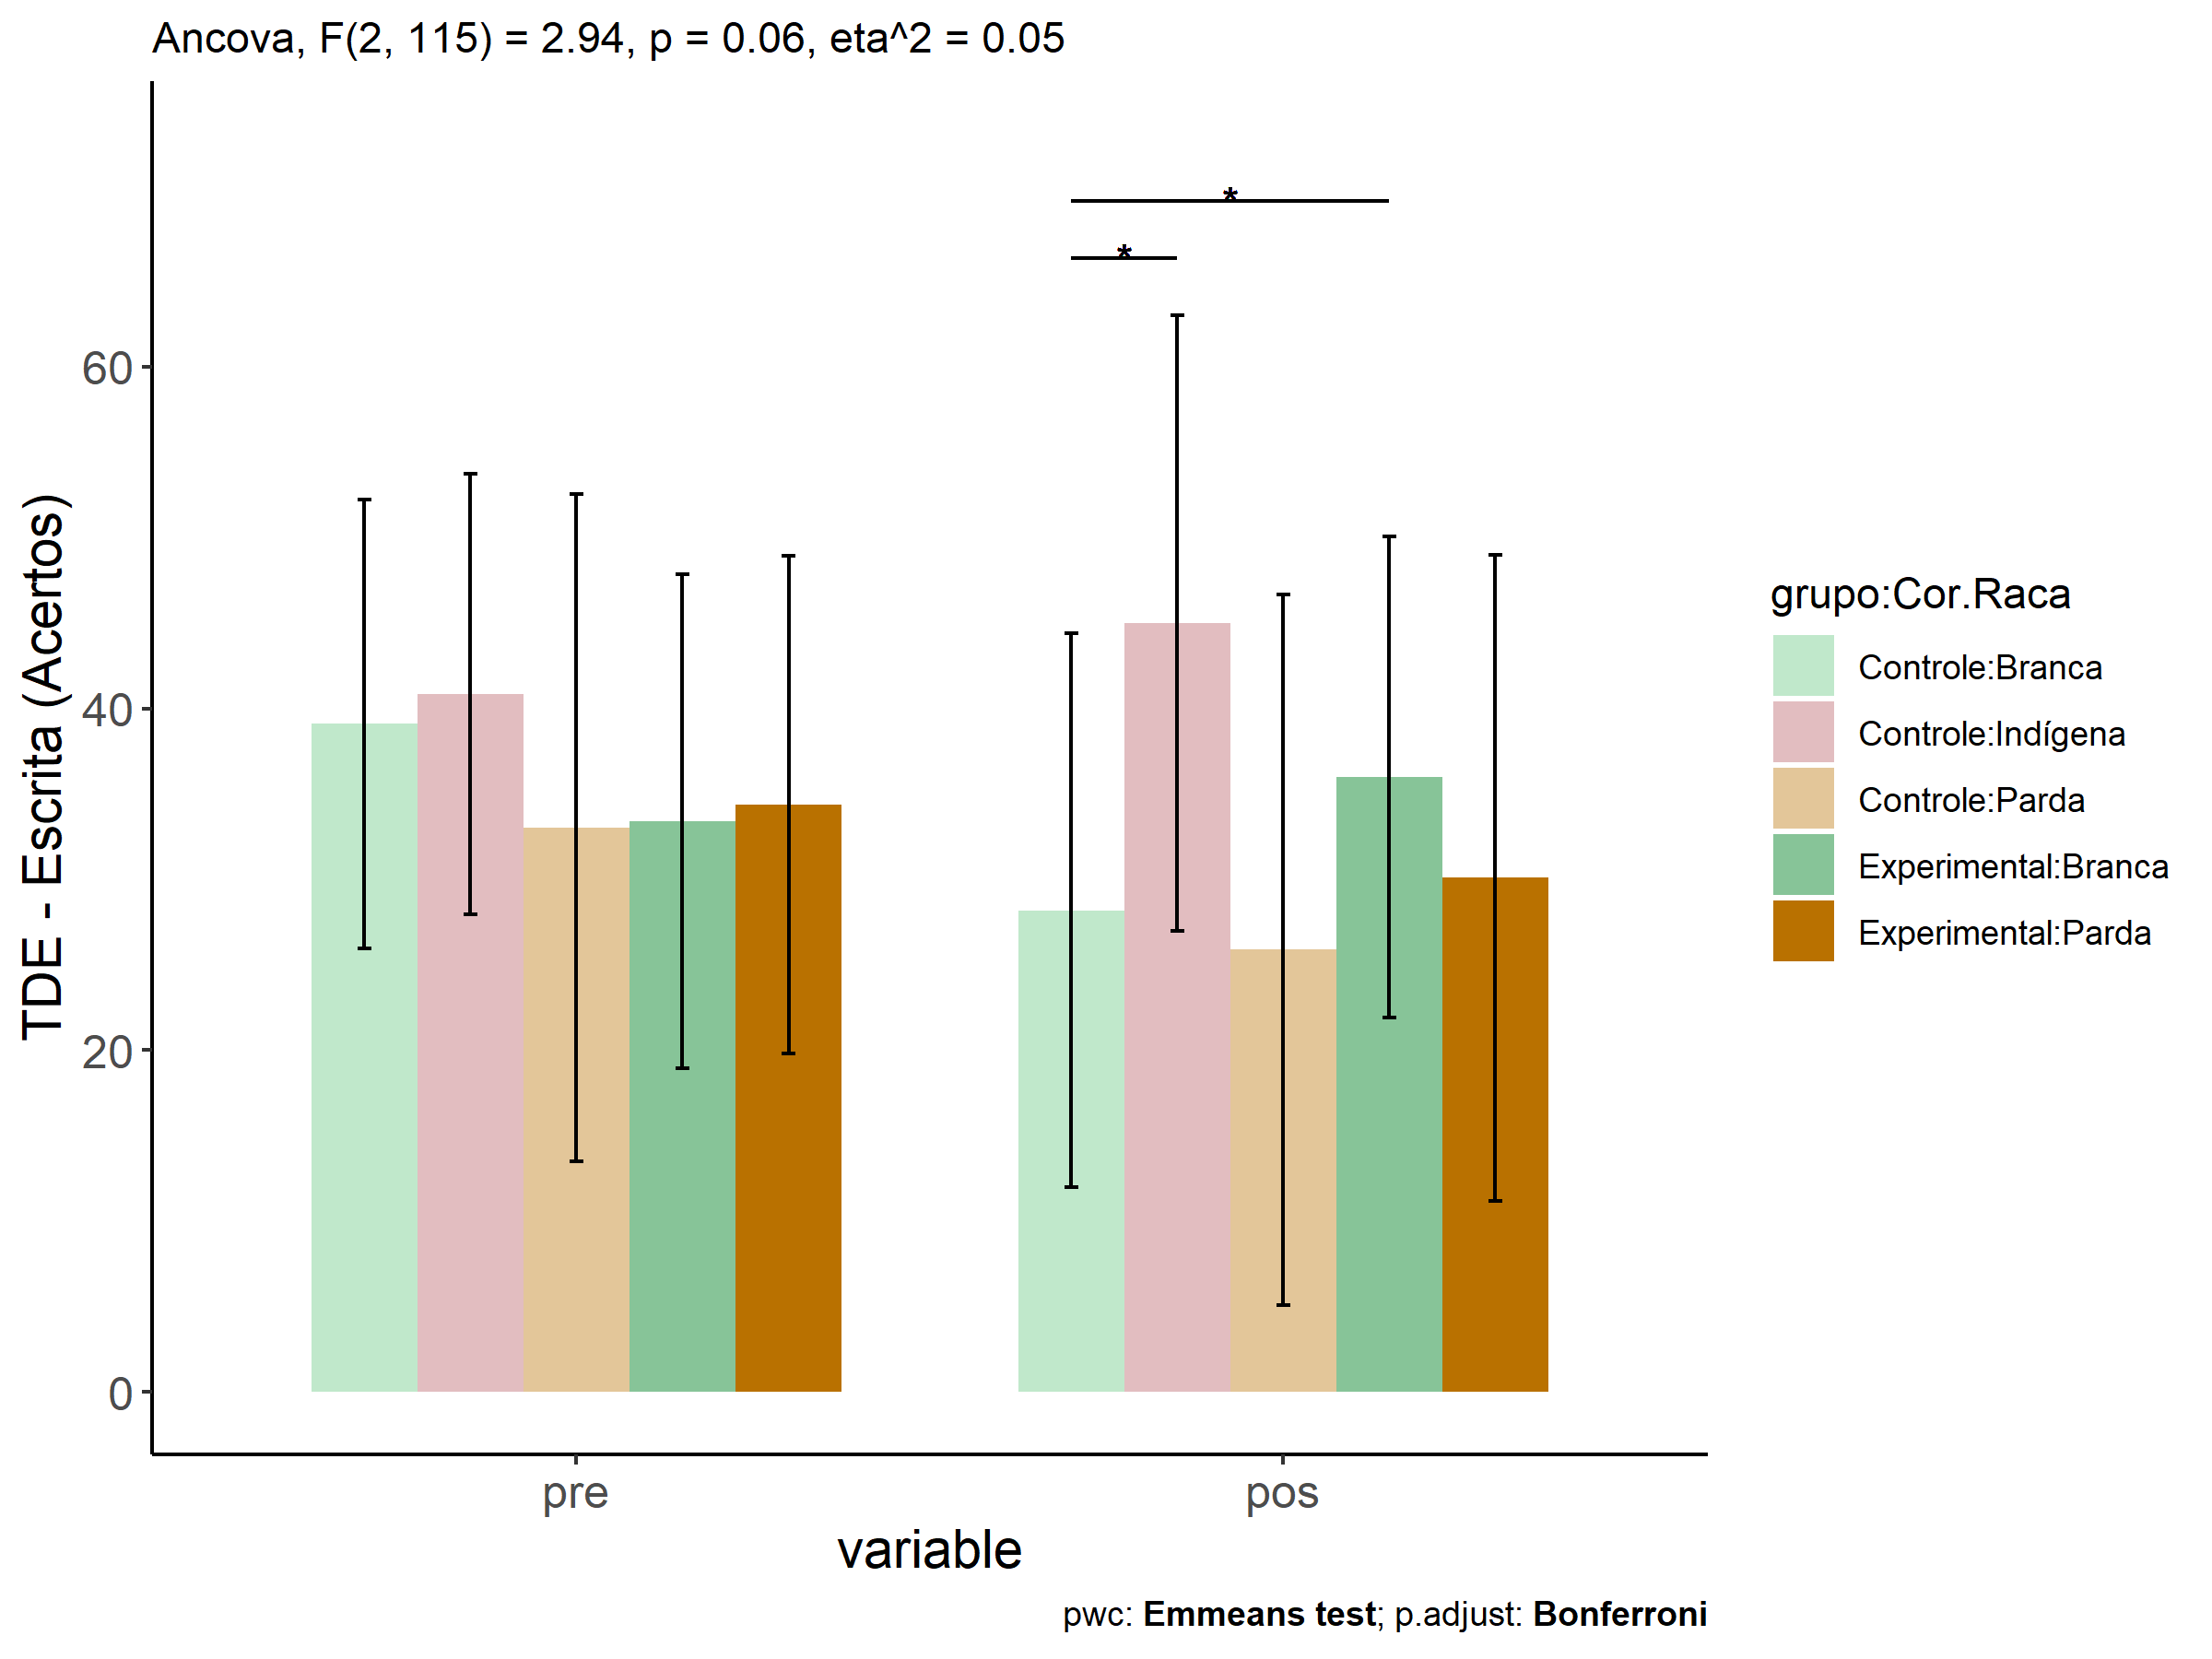 Ancova, F(2, 115) = 2.94, p = 0.06, eta^2 = 0.05
*
*
60
40
20
0
TDE - Escrita (Acertos)
pre
pos
variable
grupo:Cor.Raca
Controle:Branca
Controle:Indígena
Controle:Parda
Experimental:Branca
Experimental:Parda
pwc: Emmeans test; p.adjust: Bonferroni